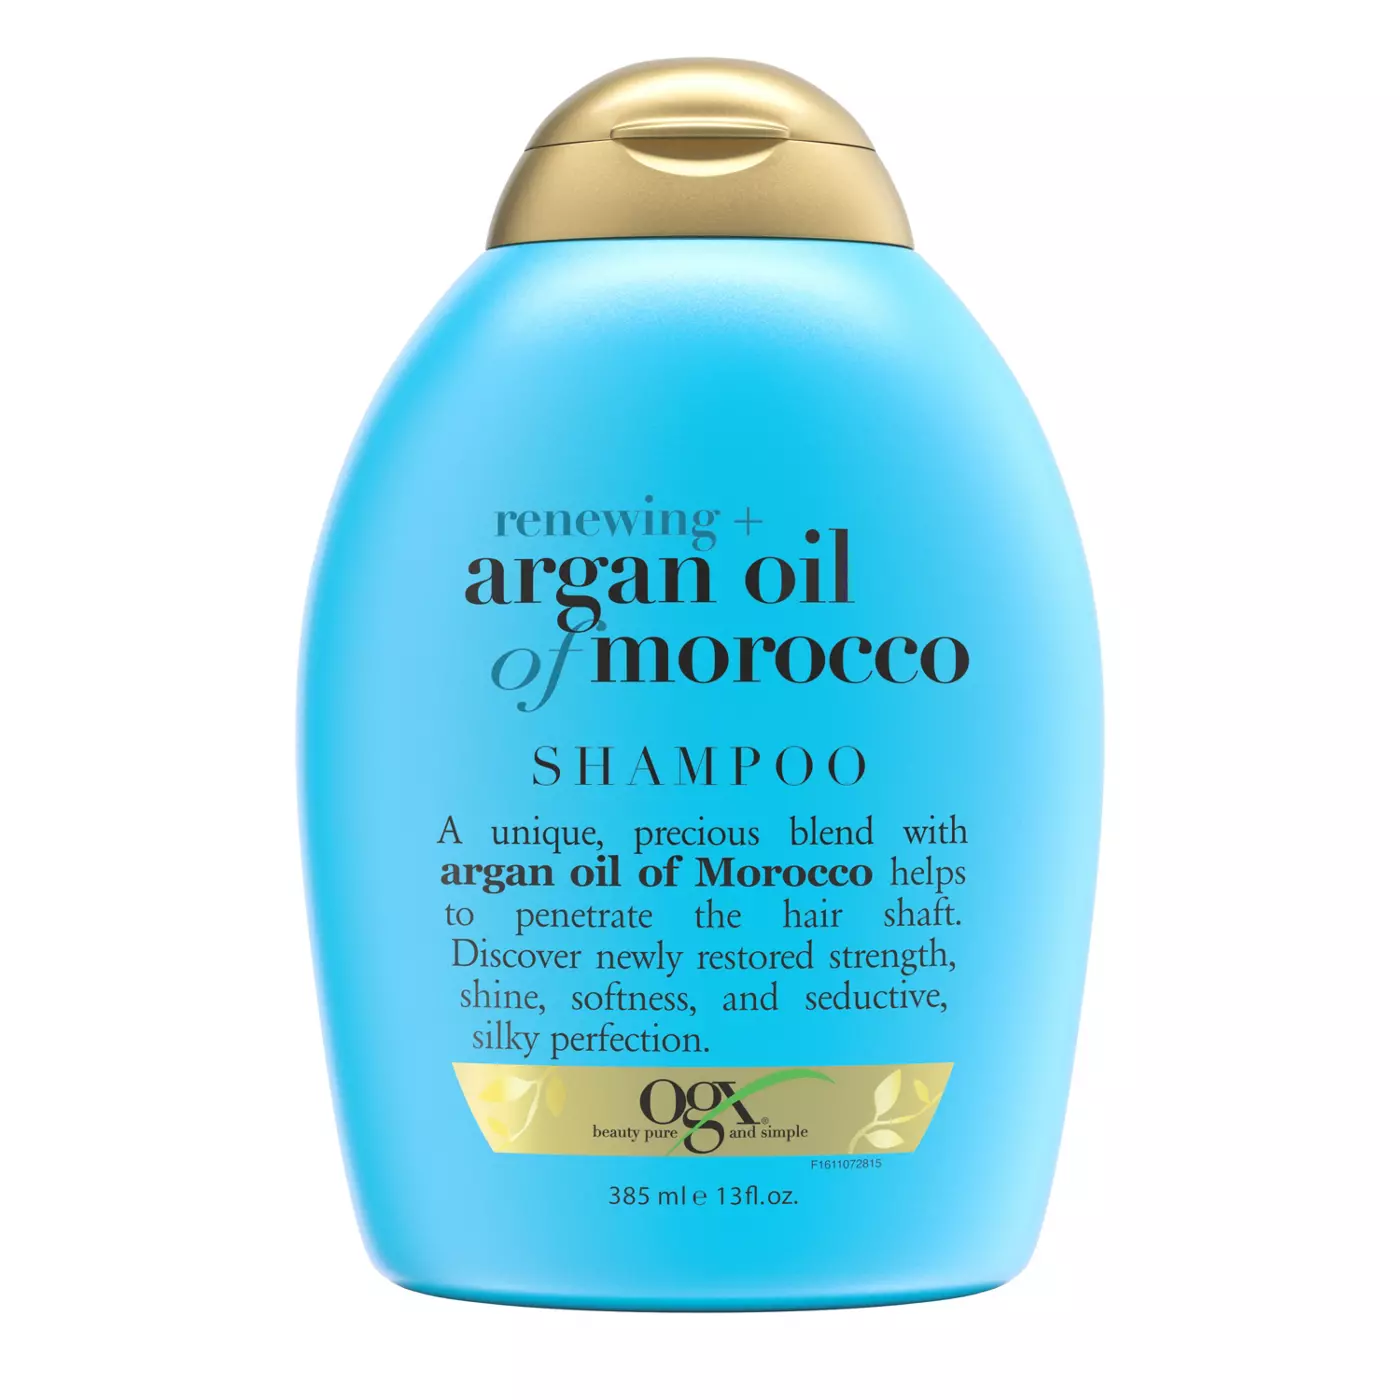 renewing +
argan oil
of morocco
SHAMPOO
A unique, precious blend with
argan oil of Morocco helps
to penetrate the hair shaft.
Discover newly restored strength,
shine, softness, and seductive,
silky perfection.
ogx®
beauty pure and simple
F1611072815
385 ml ℮ 13fl.oz.